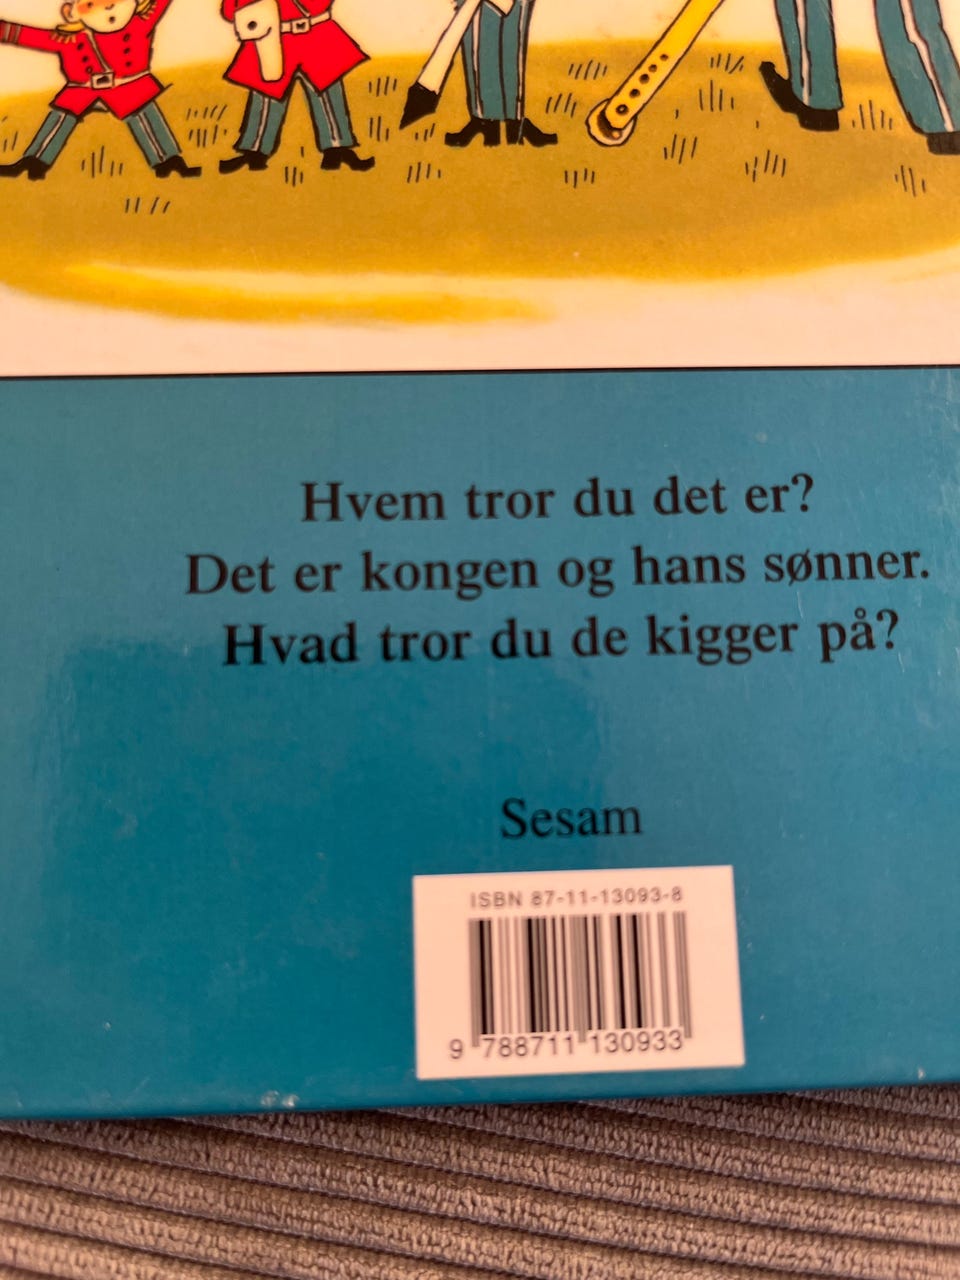 Hvem tror du det er?
Det er kongen og hans sønner.
Hvad tror du de kigger på?
Sesam
ISBN 87-11-13093-8
9 788711 130933